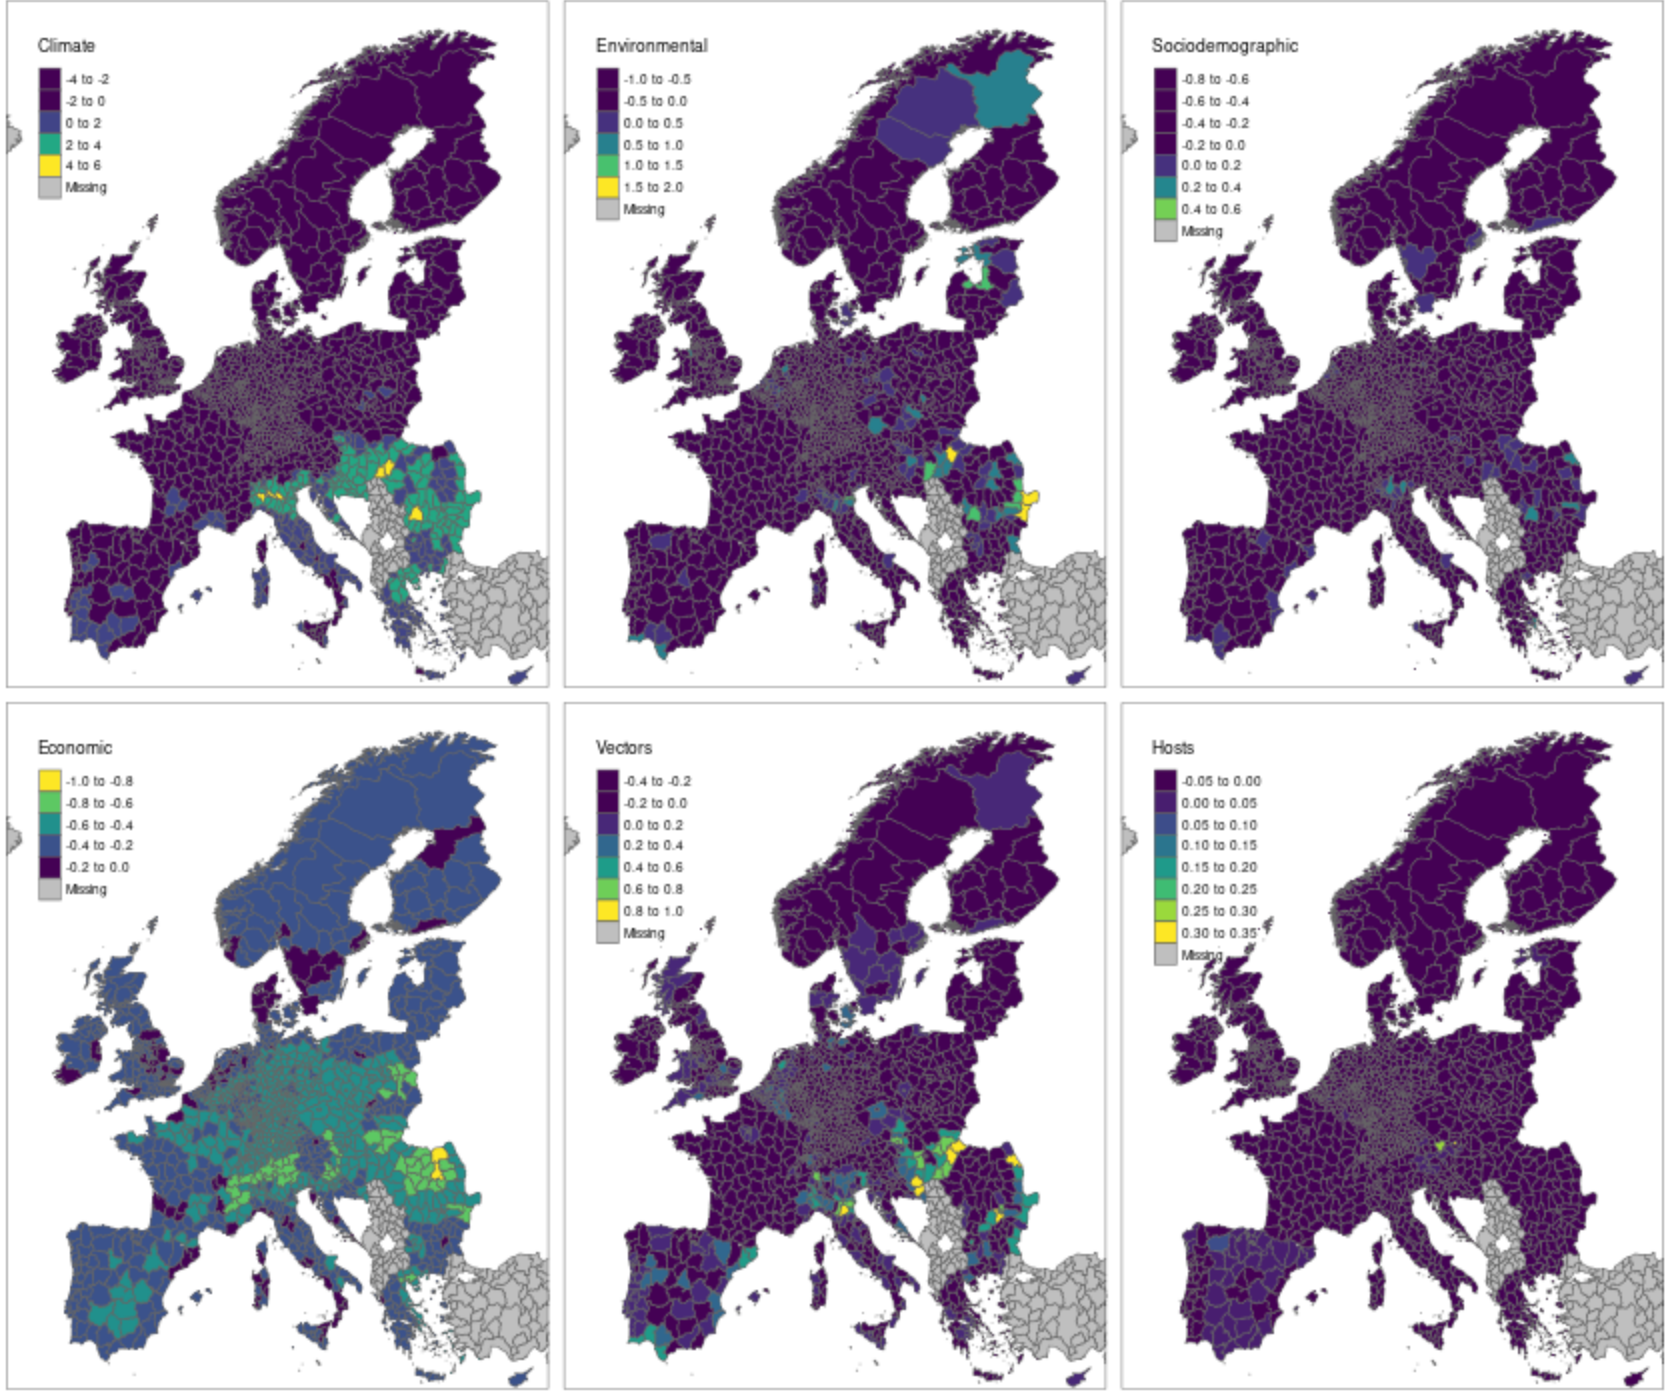 Climate
-4 to -2
-2 to 0
0 to 2
2 to 4
4 to 6
Missing
Environmental
-1.0 to -0.5
-0.5 to 0.0
0.0 to 0.5
0.5 to 1.0
1.0 to 1.5
1.5 to 2.0
Missing
Sociodemographic
-0.8 to -0.6
-0.6 to -0.4
-0.4 to -0.2
-0.2 to 0.0
0.0 to 0.2
0.2 to 0.4
0.4 to 0.6
Missing
Economic
-1.0 to -0.8
-0.8 to -0.6
-0.6 to -0.4
-0.4 to -0.2
-0.2 to 0.0
Missing
Vectors
-0.4 to -0.2
-0.2 to 0.0
0.0 to 0.2
0.2 to 0.4
0.4 to 0.6
0.6 to 0.8
0.8 to 1.0
Missing
Hosts
-0.05 to 0.00
0.00 to 0.05
0.05 to 0.10
0.10 to 0.15
0.15 to 0.20
0.20 to 0.25
0.25 to 0.30
0.30 to 0.35
Missing